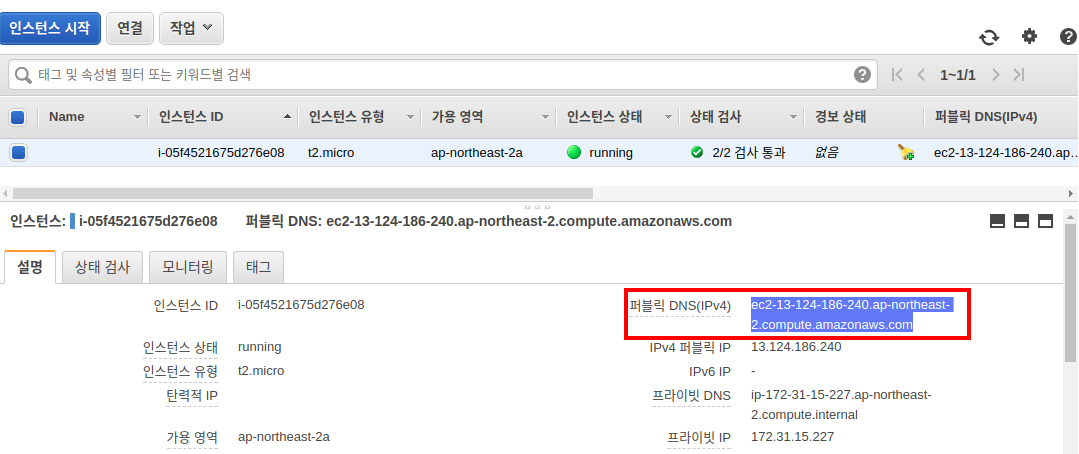 인스턴스 시작 연결 작업
태그 및 속성별 필터 또는 키워드별 검색 1~1/1
Name 인스턴스 ID 인스턴스 유형 가용 영역 인스턴스 상태 상태 검사 경보 상태 퍼블릭 DNS(IPv4)
i-05f4521675d276e08 t2.micro ap-northeast-2a running 2/2 검사 통과 없음 ec2-13-124-186-240.ap...
인스턴스: i-05f4521675d276e08 퍼블릭 DNS: ec2-13-124-186-240.ap-northeast-2.compute.amazonaws.com
설명 상태 검사 모니터링 태그
인스턴스 ID i-05f4521675d276e08 퍼블릭 DNS(IPv4) ec2-13-124-186-240.ap-northeast-
2.compute.amazonaws.com
인스턴스 상태 running IPv4 퍼블릭 IP 13.124.186.240
인스턴스 유형 t2.micro IPv6 IP -
탄력적 IP 프라이빗 DNS ip-172-31-15-227.ap-northeast-
2.compute.internal
가용 영역 ap-northeast-2a 프라이빗 IP 172.31.15.227